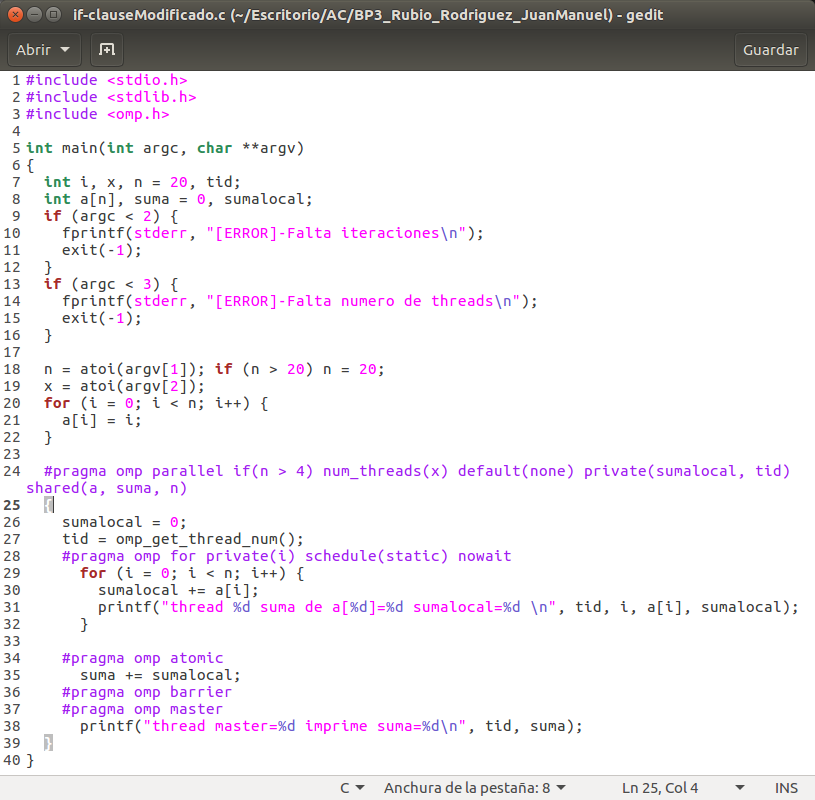 if-clauseModificado.c (~/Escritorio/AC/BP3_Rubio_Rodriguez_JuanManuel) - gedit
Abrir
Guardar
1 #include <stdio.h>
2 #include <stdlib.h>
3 #include <omp.h>
4
5 int main(int argc, char **argv)
6 {
7   int i, x, n = 20, tid;
8   int a[n], suma = 0, sumalocal;
9   if (argc < 2) {
10     fprintf(stderr, "[ERROR]-Falta iteraciones\n");
11     exit(-1);
12   }
13   if (argc < 3) {
14     fprintf(stderr, "[ERROR]-Falta numero de threads\n");
15     exit(-1);
16   }
17
18   n = atoi(argv[1]); if (n > 20) n = 20;
19   x = atoi(argv[2]);
20   for (i = 0; i < n; i++) {
21     a[i] = i;
22   }
23
24   #pragma omp parallel if(n > 4) num_threads(x) default(none) private(sumalocal, tid)
shared(a, suma, n)
25   {
26     sumalocal = 0;
27     tid = omp_get_thread_num();
28     #pragma omp for private(i) schedule(static) nowait
29       for (i = 0; i < n; i++) {
30         sumalocal += a[i];
31         printf("thread %d suma de a[%d]=%d sumalocal=%d \n", tid, i, a[i], sumalocal);
32       }
33
34     #pragma omp atomic
35       suma += sumalocal;
36     #pragma omp barrier
37     #pragma omp master
38       printf("thread master=%d imprime suma=%d\n", tid, suma);
39   }
40 }
C Anchura de la pestaña: 8 Ln 25, Col 4 INS